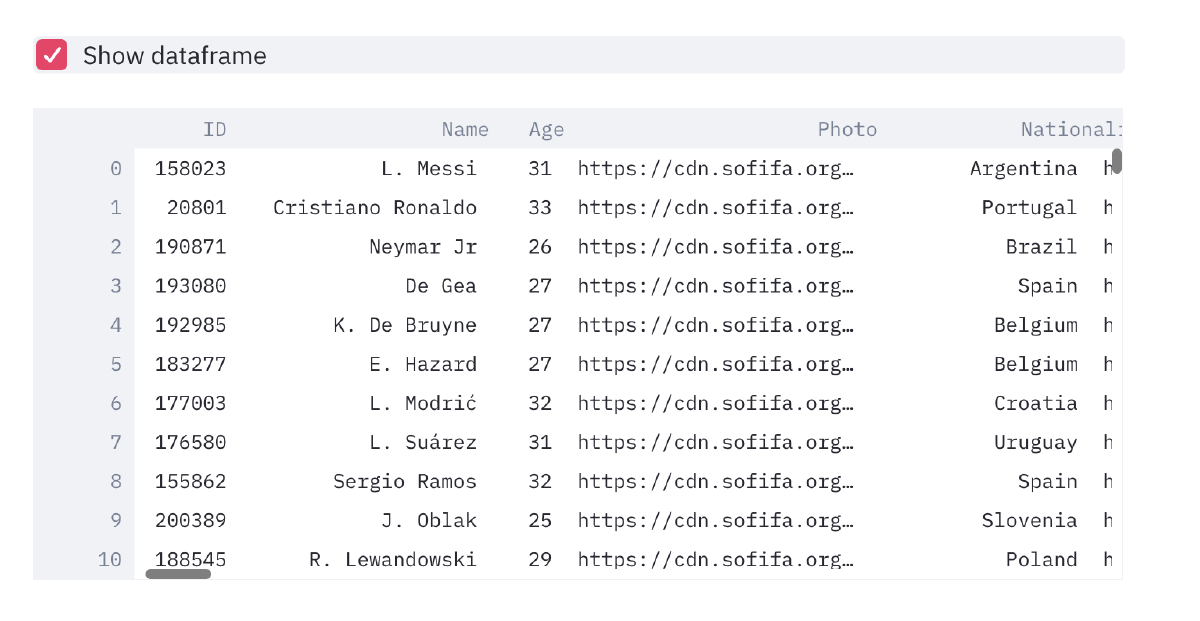 Show dataframe
ID Name Age Photo Nationali
0 158023 L. Messi 31 https://cdn.sofifa.org… Argentina h
1 20801 Cristiano Ronaldo 33 https://cdn.sofifa.org… Portugal h
2 190871 Neymar Jr 26 https://cdn.sofifa.org… Brazil h
3 193080 De Gea 27 https://cdn.sofifa.org… Spain h
4 192985 K. De Bruyne 27 https://cdn.sofifa.org… Belgium h
5 183277 E. Hazard 27 https://cdn.sofifa.org… Belgium h
6 177003 L. Modrić 32 https://cdn.sofifa.org… Croatia h
7 176580 L. Suárez 31 https://cdn.sofifa.org… Uruguay h
8 155862 Sergio Ramos 32 https://cdn.sofifa.org… Spain h
9 200389 J. Oblak 25 https://cdn.sofifa.org… Slovenia h
10 188545 R. Lewandowski 29 https://cdn.sofifa.org… Poland h